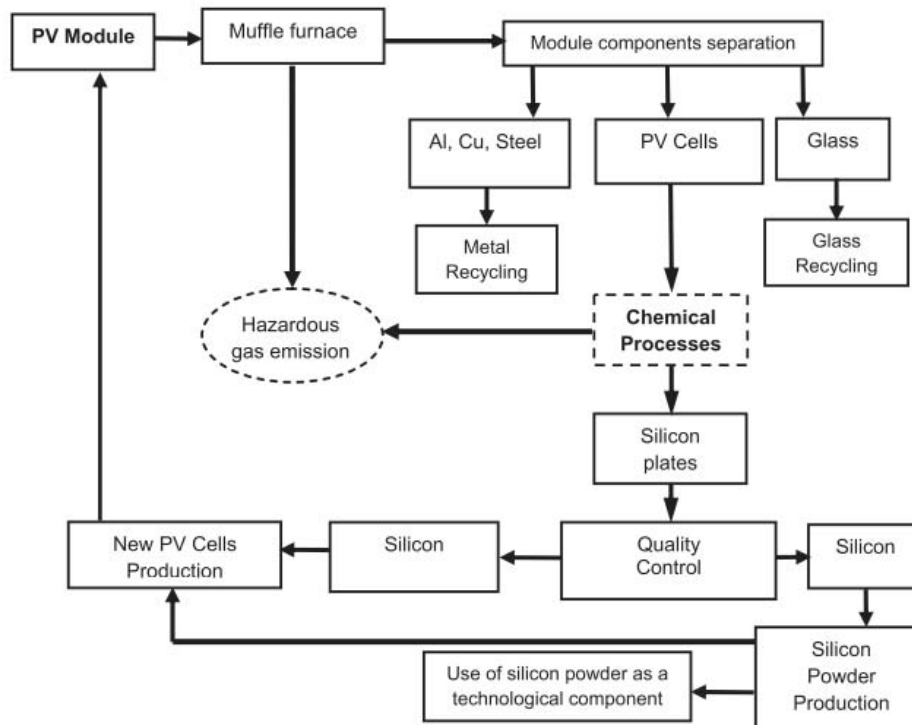 PV Module
Muffle furnace
Module components separation
Al, Cu, Steel
PV Cells
Glass
Metal
Recycling
Glass
Recycling
Hazardous
gas emission
Chemical
Processes
Silicon
plates
New PV Cells
Production
Silicon
Quality
Control
Silicon
Silicon
Powder
Production
Use of silicon powder as a
technological component